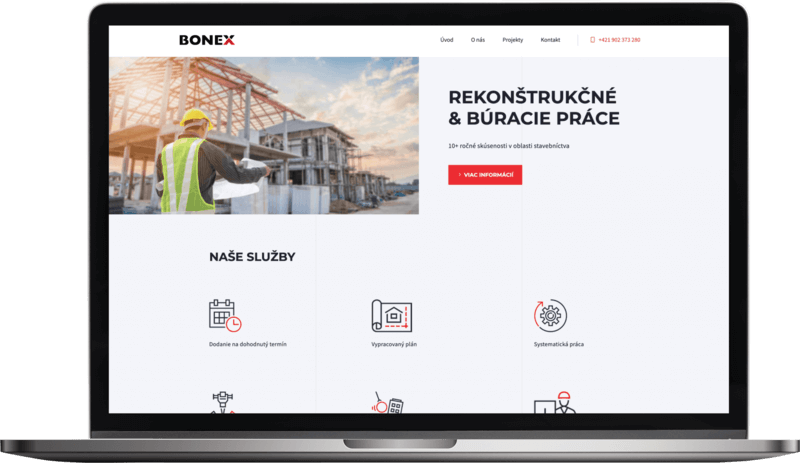 BONEX
Úvod
O nás
Projekty
Kontakt
+421 902 373 280
REKONŠTRUKČNÉ
& BÚRACIE PRÁCE
10+ ročné skúsenosti v oblasti stavebníctva
VIAC INFORMÁCIÍ
NAŠE SLUŽBY
Dodanie na dohodnutý termín
Vypracovaný plán
Systematická práca